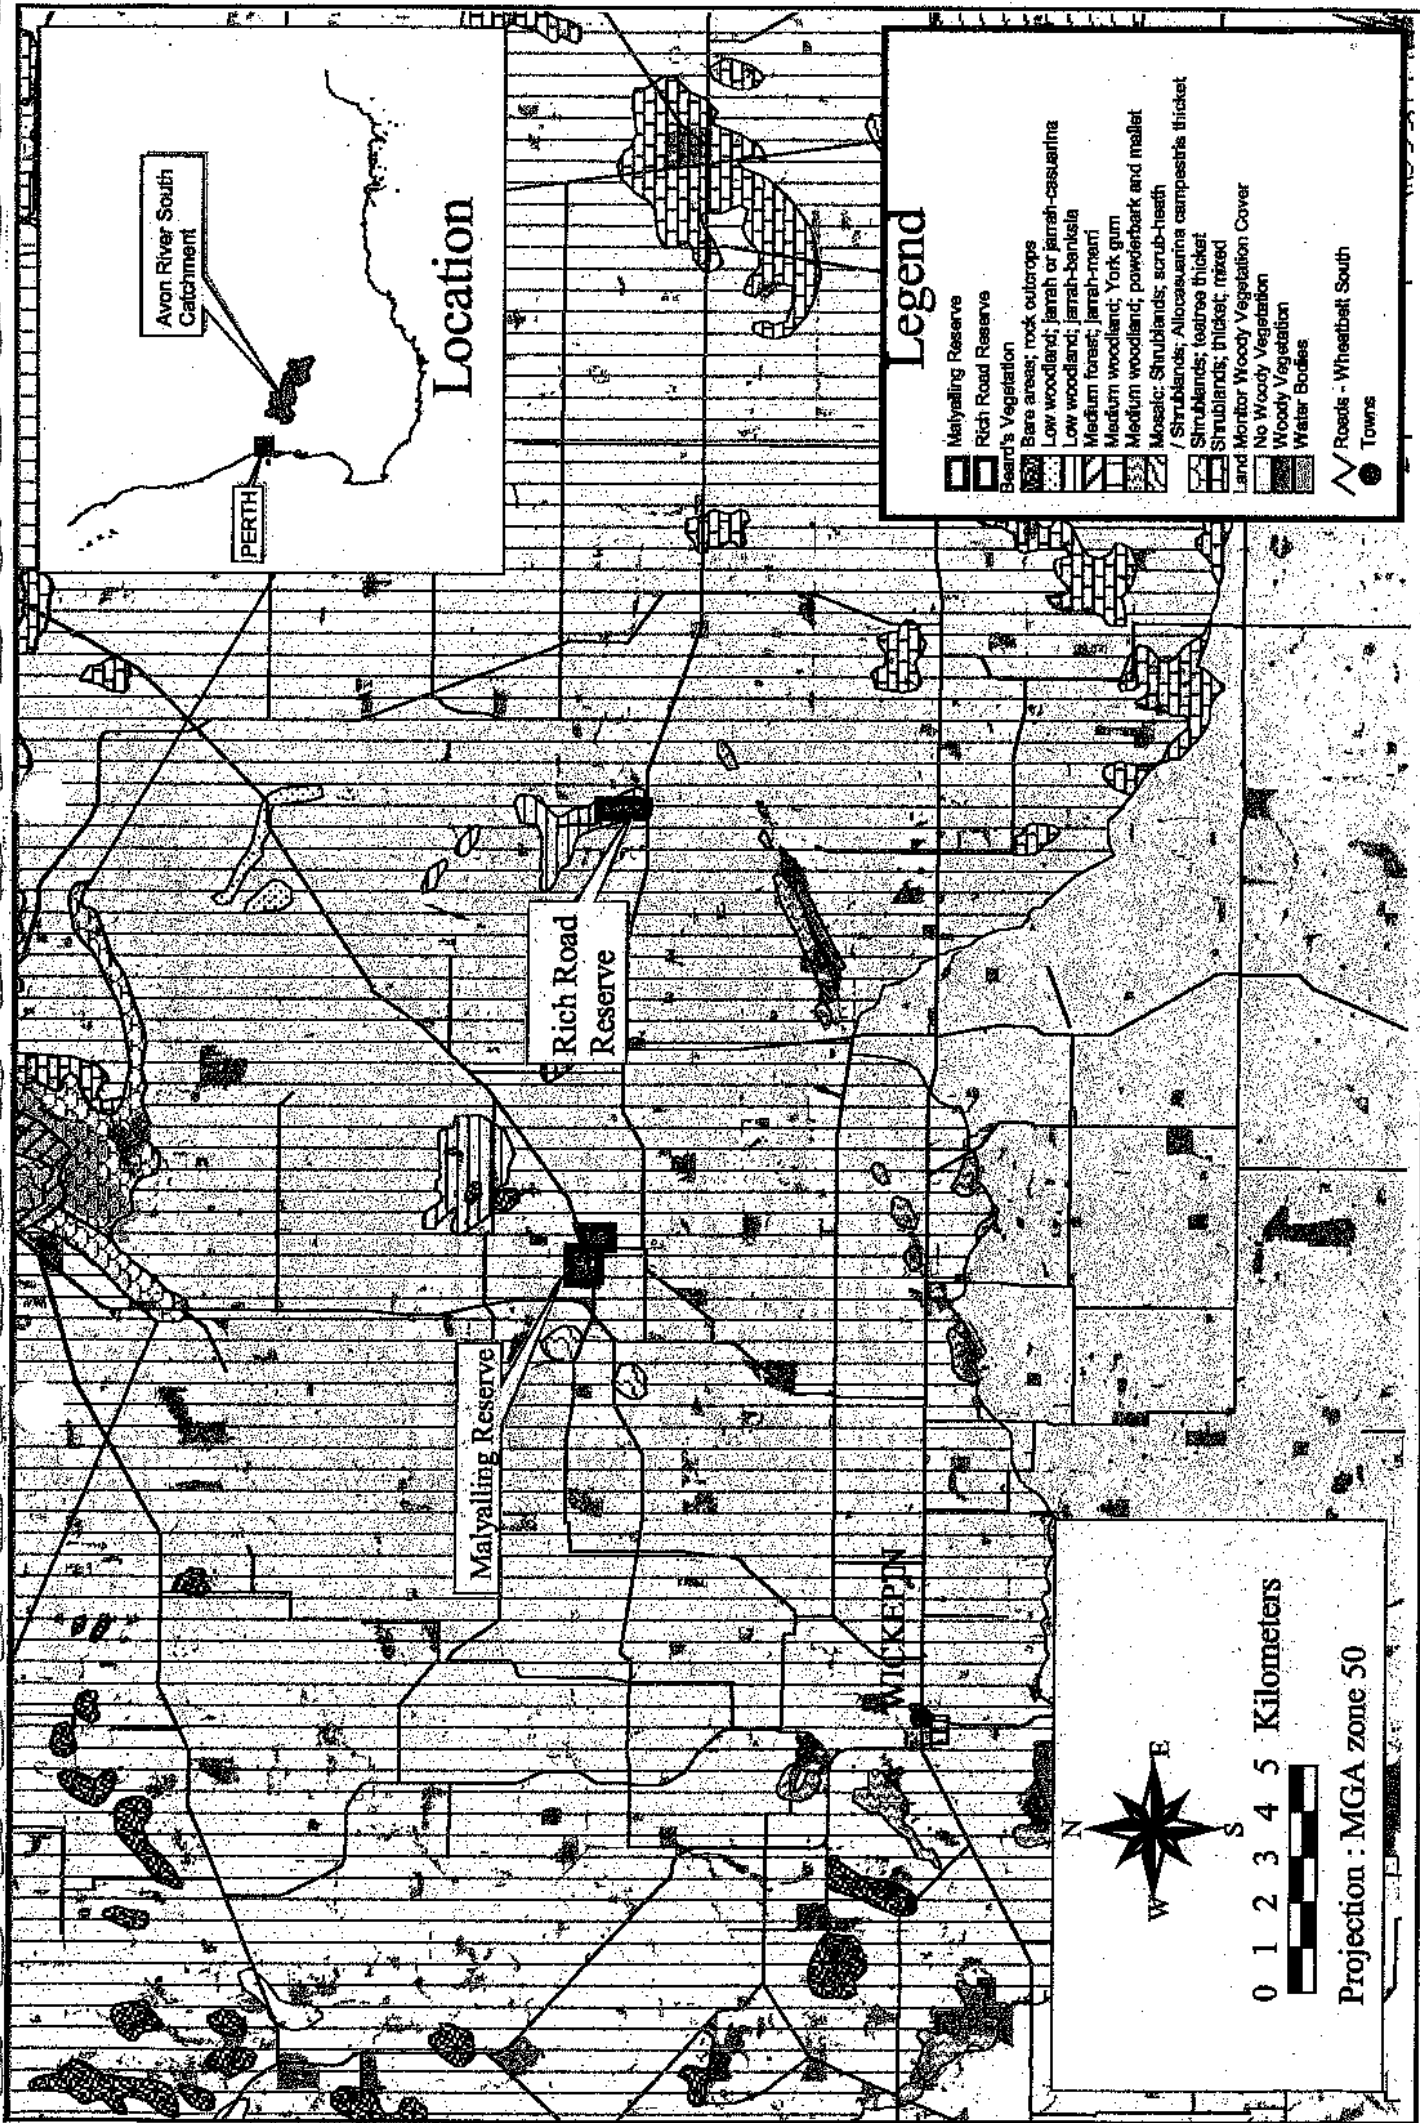 Avon River South
Catchment
PERTH
Location
Rich Road
Reserve
Malyalling Reserve
WICKEPIN
N
W
E
S
0 1 2 3 4 5 Kilometers
Projection : MGA zone 50
Legend
Malyalling Reserve
Rich Road Reserve
Beard's Vegetation
Bare areas; rock outcrops
Low woodland; jarrah or jarrah-casuarina
Low woodland; jarrah-banksia
Medium forest; jarrah-marri
Medium woodland; York gum
Medium woodland; powderbark and mallet
Mosaic: Shrublands; scrub-heath
/ Shrublands; Allocasuarina campestris thicket
Shrublands; teatree thicket
Shrublands; thicket; mixed
Land Monitor Woody Vegetation Cover
No Woody Vegetation
Woody Vegetation
Water Bodies
Roads - Wheatbelt South
Towns